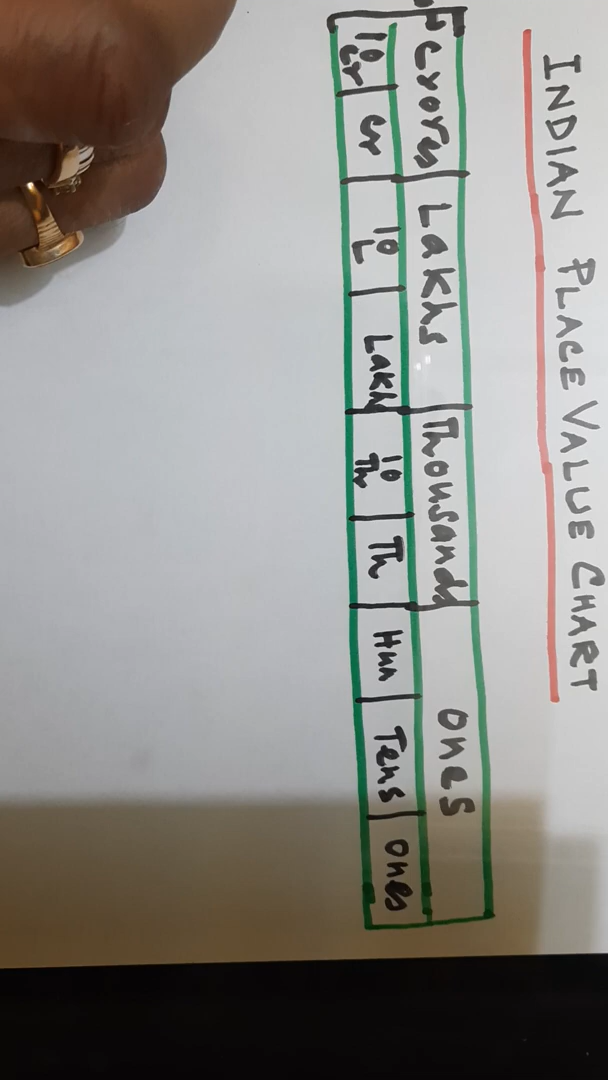 INDIAN PLACE VALUE CHART
Crores Lakhs Thousands Ones
10 Cr Cr 10 L Lakh 10 Th Th Hun Tens Ones